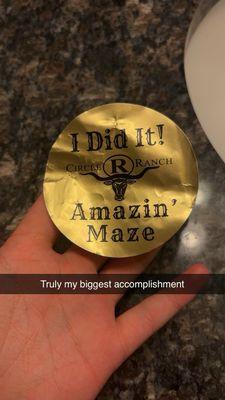 I Did It!
CIRCLE R RANCH
Amazin'
Maze
Truly my biggest accomplishment